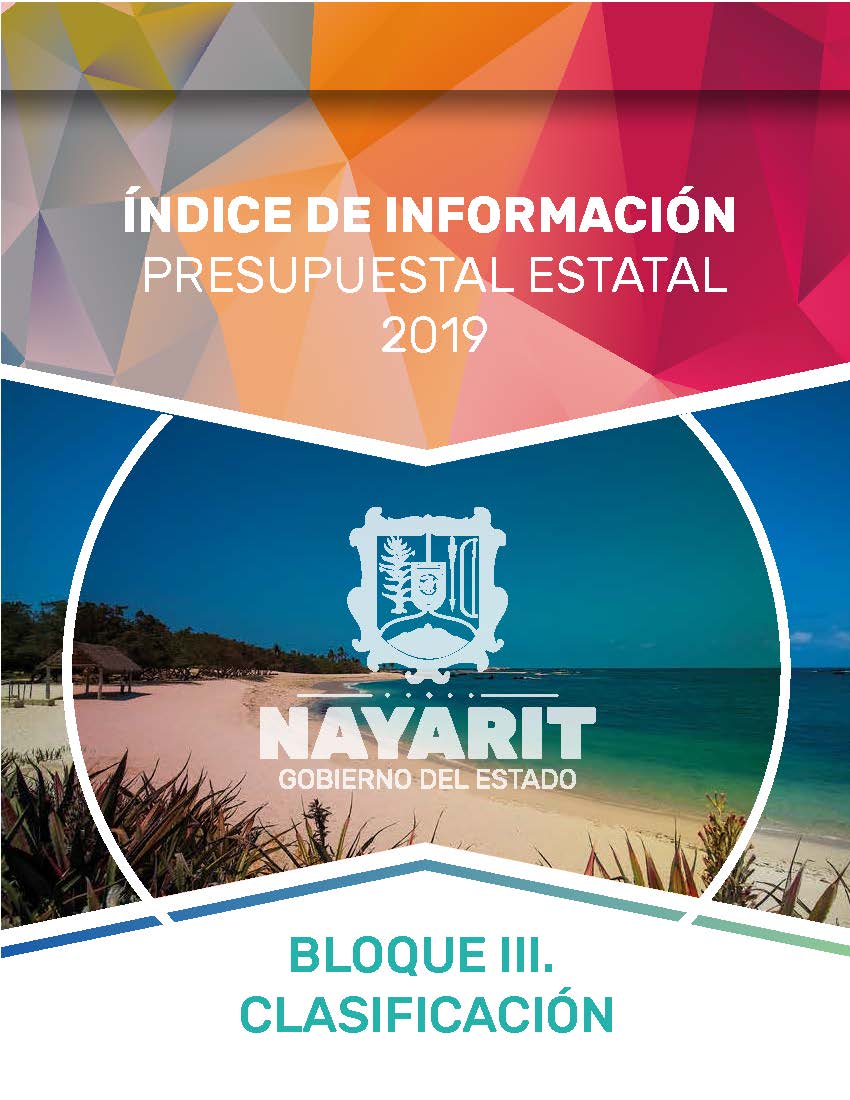 ÍNDICE DE INFORMACIÓN
PRESUPUESTAL ESTATAL
2019
NAYARIT
GOBIERNO DEL ESTADO
BLOQUE III.
CLASIFICACIÓN